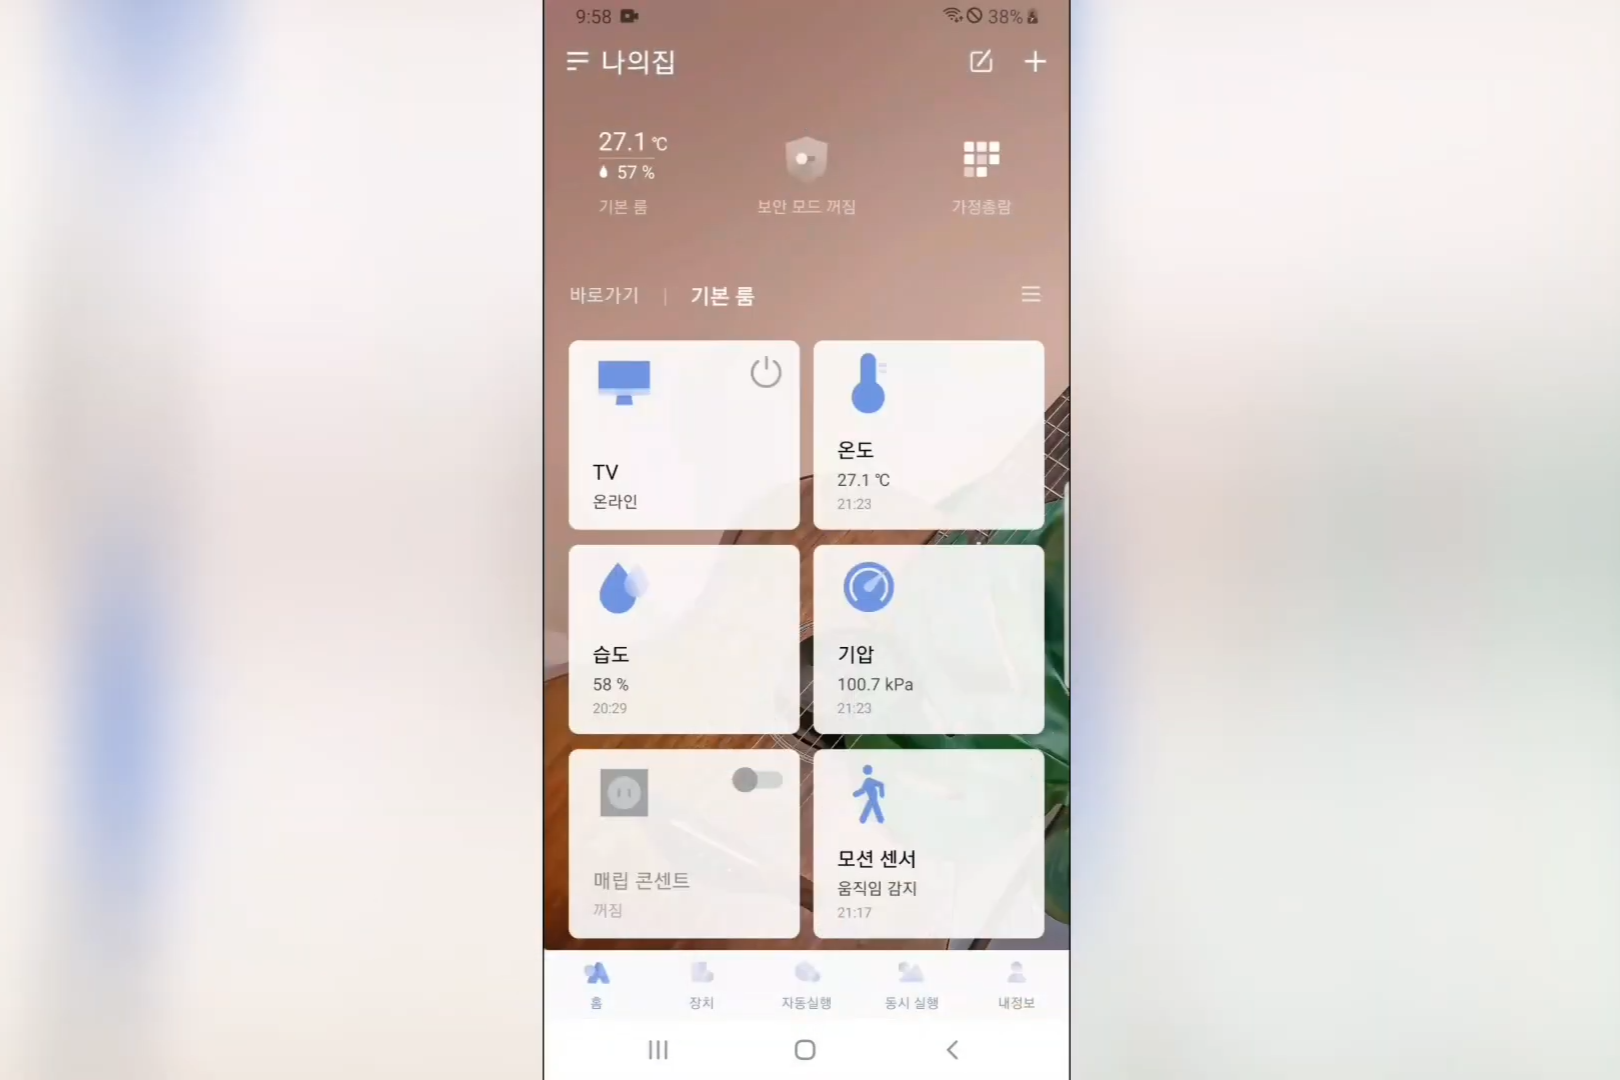 9:58
38%
나의집
27.1 ℃
57 %
기본 룸
보안 모드 꺼짐
가정총람
바로가기 | 기본 룸
TV
온라인
온도
27.1 ℃
21:23
습도
58 %
20:29
기압
100.7 kPa
21:23
매립 콘센트
꺼짐
모션 센서
움직임 감지
21:17
홈
장치
자동실행
동시 실행
내정보